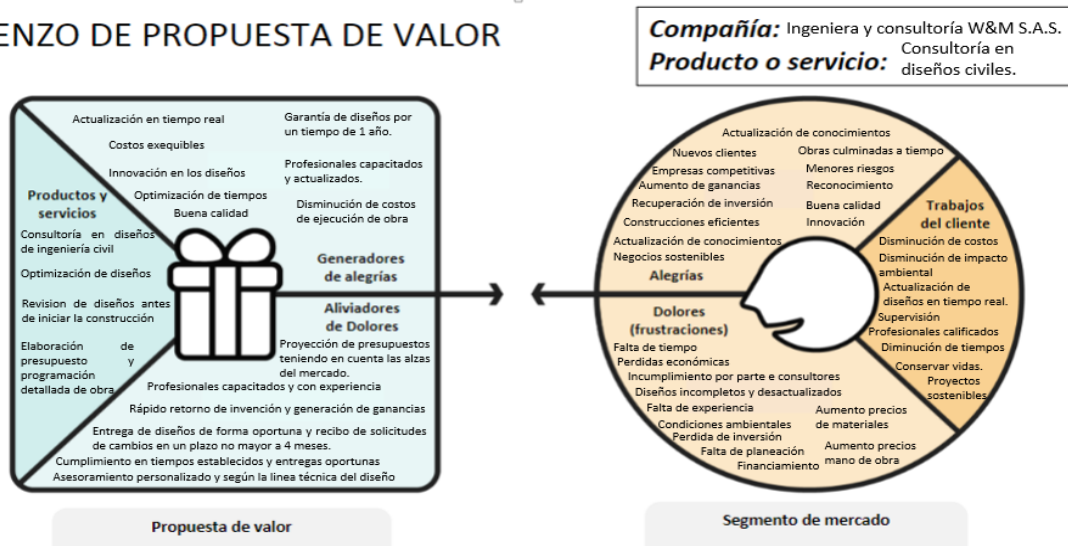 ENZO DE PROPUESTA DE VALOR
Compañía: Ingeniera y consultoría W&M S.A.S.
Producto o servicio: Consultoría en
diseños civiles.
Actualización en tiempo real
Costos exequibles
Innovación en los diseños
Optimización de tiempos
Buena calidad
Garantía de diseños por
un tiempo de 1 año.
Profesionales capacitados
y actualizados.
Disminución de costos
de ejecución de obra
Generadores
de alegrías
Productos y
servicios
Consultoría en diseños
de ingeniería civil
Optimización de diseños
Revision de diseños antes
de iniciar la construcción
Elaboración de
presupuesto y
programación
detallada de obra
Aliviadores
de Dolores
Proyección de presupuestos
teniendo en cuenta las alzas
del mercado.
Profesionales capacitados y con experiencia
Rápido retorno de invención y generación de ganancias
Entrega de diseños de forma oportuna y recibo de solicitudes
de cambios en un plazo no mayor a 4 meses.
Cumplimiento en tiempos establecidos y entregas oportunas
Asesoramiento personalizado y según la linea técnica del diseño
Propuesta de valor
Actualización de conocimientos
Nuevos clientes
Obras culminadas a tiempo
Empresas competitivas
Menores riesgos
Aumento de ganancias
Reconocimiento
Recuperación de inversión
Buena calidad
Construcciones eficientes
Innovación
Actualización de conocimientos
Negocios sostenibles
Alegrías
Trabajos
del cliente
Disminución de costos
Disminución de impacto
ambiental
Actualización de
diseños en tiempo real.
Supervisión
Profesionales calificados
Diminución de tiempos
Conservar vidas.
Proyectos
sostenibles
Dolores
(frustraciones)
Falta de tiempo
Perdidas económicas
Incumplimiento por parte e consultores
Diseños incompletos y desactualizados
Falta de experiencia
Condiciones ambientales
Perdida de inversión
Falta de planeación
Financiamiento
Aumento precios
de materiales
Aumento precios
mano de obra
Segmento de mercado